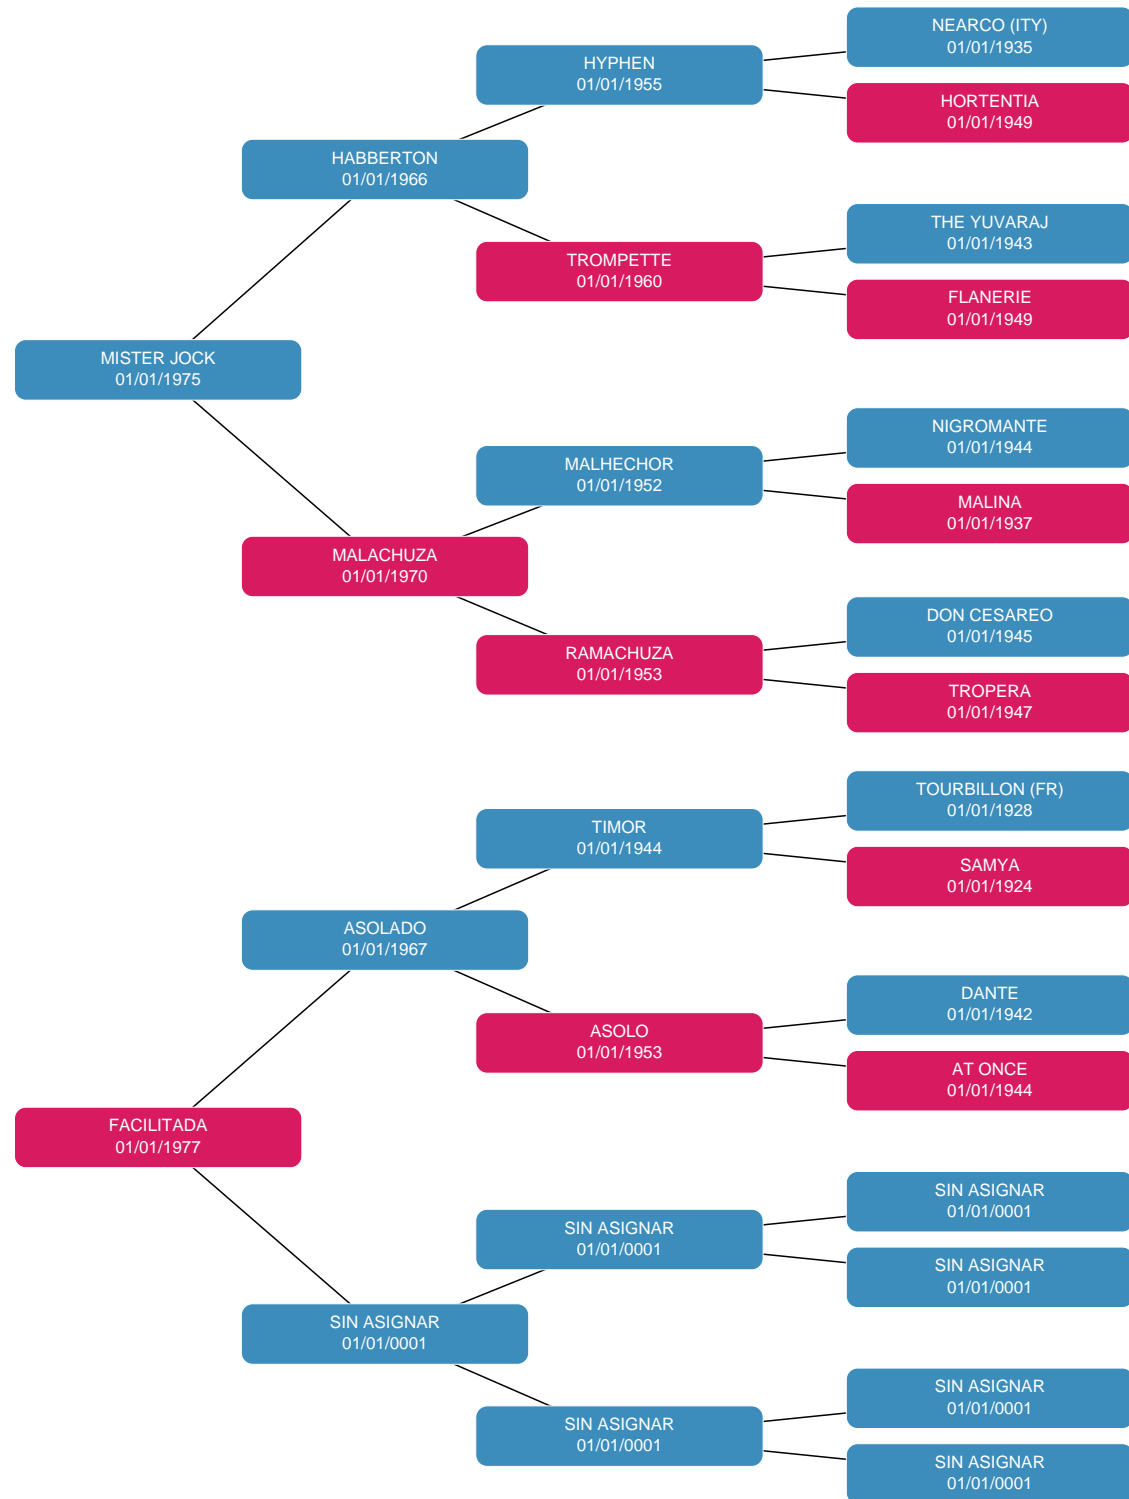 NEARCO (ITY)
01/01/1935
HYPHEN
01/01/1955
HORTENTIA
01/01/1949
HABBERTON
01/01/1966
THE YUVARAJ
01/01/1943
TROMPETTE
01/01/1960
FLANERIE
01/01/1949
MISTER JOCK
01/01/1975
NIGROMANTE
01/01/1944
MALHECHOR
01/01/1952
MALINA
01/01/1937
MALACHUZA
01/01/1970
DON CESAREO
01/01/1945
RAMACHUZA
01/01/1953
TROPERA
01/01/1947
TOURBILLON (FR)
01/01/1928
TIMOR
01/01/1944
SAMYA
01/01/1924
ASOLADO
01/01/1967
DANTE
01/01/1942
ASOLO
01/01/1953
AT ONCE
01/01/1944
FACILITADA
01/01/1977
SIN ASIGNAR
01/01/0001
SIN ASIGNAR
01/01/0001
SIN ASIGNAR
01/01/0001
SIN ASIGNAR
01/01/0001
SIN ASIGNAR
01/01/0001
SIN ASIGNAR
01/01/0001
SIN ASIGNAR
01/01/0001